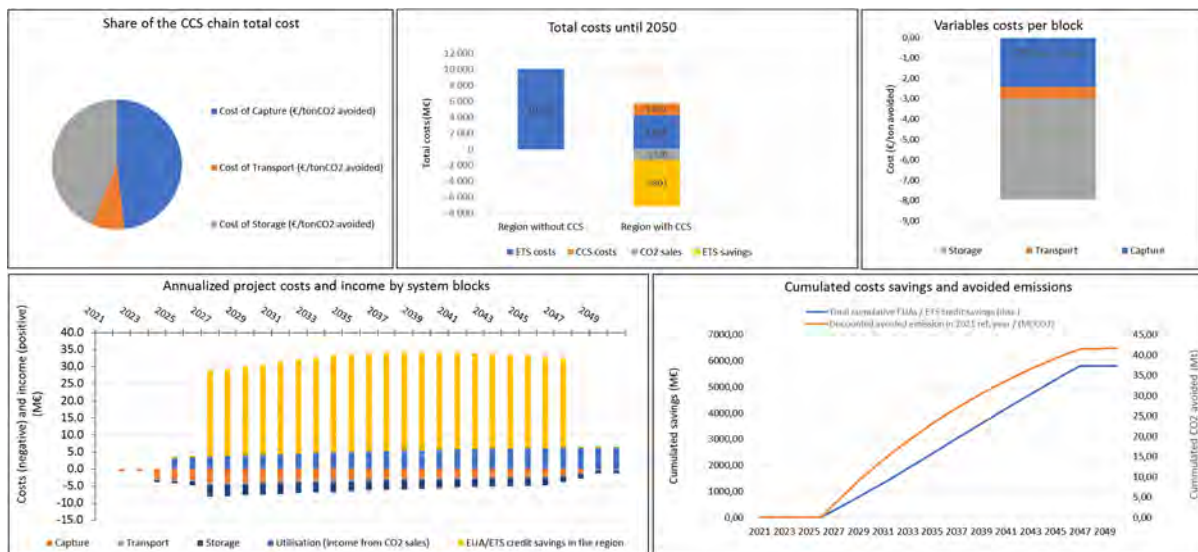 Share of the CCS chain total cost
Cost of Capture (€/tonCO2 avoided)
Cost of Transport (€/tonCO2 avoided)
Cost of Storage (€/tonCO2 avoided)
Total costs until 2050
Total costs (M€)
12 000
10 000
8 000
6 000
4 000
2 000
0
-2 000
-4 000
-6 000
-8 000
Region without CCS
Region with CCS
ETS costs
CCS costs
CO2 sales
ETS savings
Variables costs per block
Cost (€/ton avoided)
0,00
-1,00
-2,00
-3,00
-4,00
-5,00
-6,00
-7,00
-8,00
-9,00
Storage
Transport
Capture
Annualized project costs and income by system blocks
2021 2023 2025 2027 2029 2031 2033 2035 2037 2039 2041 2043 2045 2047 2049
Costs (negative) and income (positive)
(M€)
40.0
35.0
30.0
25.0
20.0
15.0
10.0
5.0
0.0
-5.0
-10.0
-15.0
Capture
Transport
Storage
Utilisation (income from CO2 sales)
EUA/ETS credit savings in the region
Cumulated costs savings and avoided emissions
Total cumulative EUAs / ETS credit savings
Discounted avoided emission in 2021 ref. year /
Cumulated savings (M€)
7000,00
6000,00
5000,00
4000,00
3000,00
2000,00
1000,00
0,00
45,00
40,00
35,00
30,00
25,00
20,00
15,00
10,00
5,00
0,00
Cummulated CO2 avoided (Mt)
2021 2023 2025 2027 2029 2031 2033 2035 2037 2039 2041 2043 2045 2047 2049